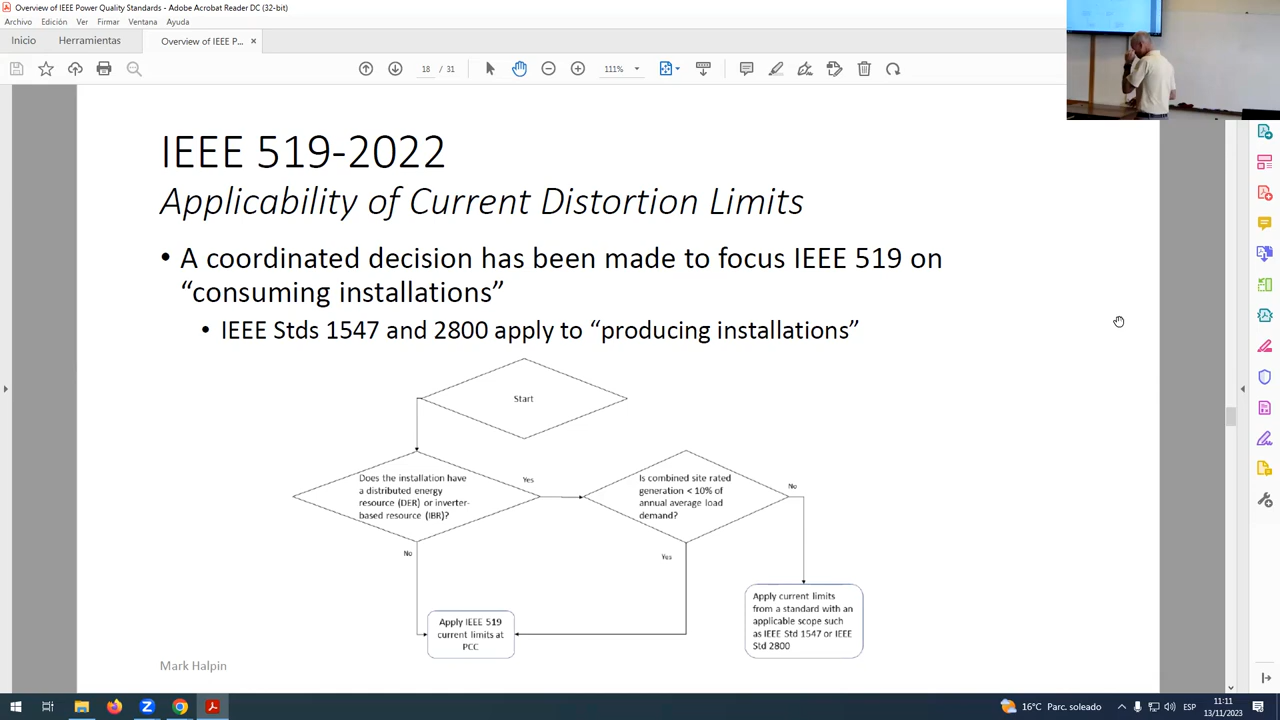 Overview of IEEE Power Quality Standards - Adobe Acrobat Reader DC (32-bit)
Archivo Edición Ver Firmar Ventana Ayuda
Inicio Herramientas Overview of IEEE P... ×
18 / 31 111%
IEEE 519-2022
Applicability of Current Distortion Limits
• A coordinated decision has been made to focus IEEE 519 on
“consuming installations”
• IEEE Stds 1547 and 2800 apply to “producing installations”
Start
Does the installation have
a distributed energy
resource (DER) or inverter-
based resource (IBR)?
Yes
No
Is combined site rated
generation < 10% of
annual average load
demand?
No
Yes
Apply IEEE 519
current limits at
PCC
Apply current limits
from a standard with an
applicable scope such
as IEEE Std 1547 or IEEE
Std 2800
Mark Halpin
16°C Parc. soleado ESP 11:11
13/11/2023